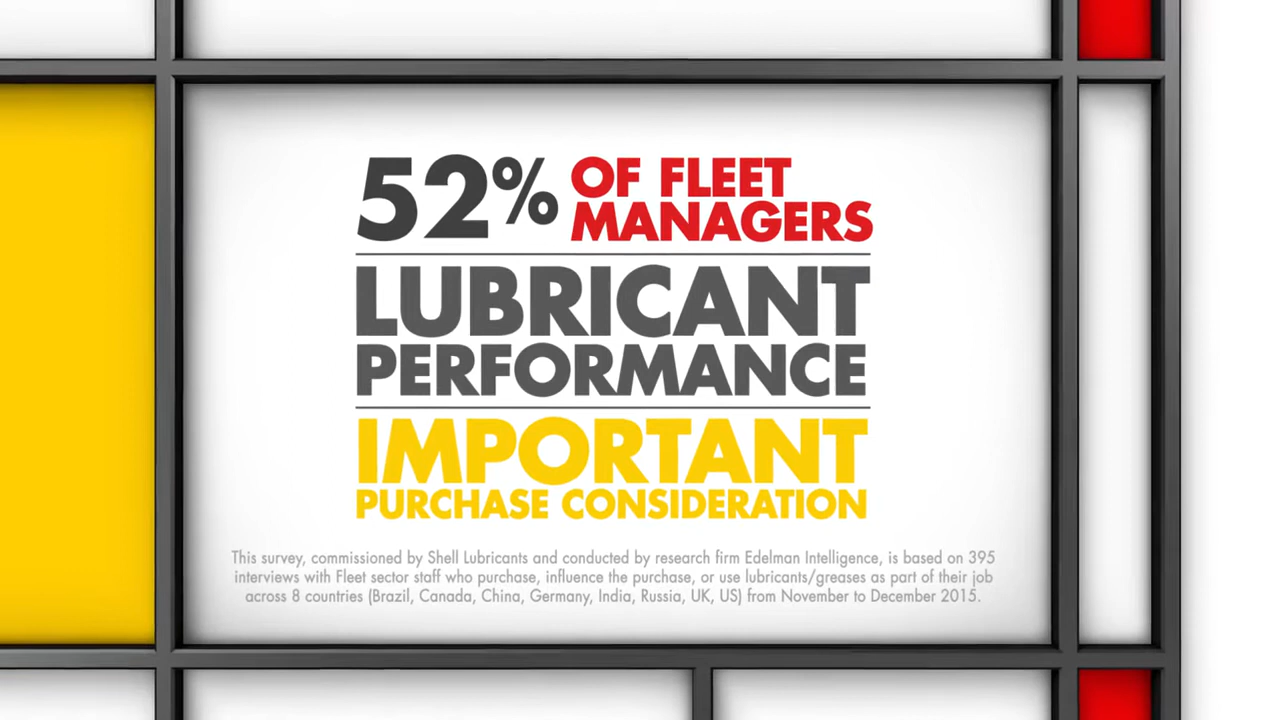 52% OF FLEET
MANAGERS
LUBRICANT
PERFORMANCE
IMPORTANT
PURCHASE CONSIDERATION
This survey, commissioned by Shell Lubricants and conducted by research firm Edelman Intelligence, is based on 395
interviews with Fleet sector staff who purchase, influence the purchase, or use lubricants/greases as part of their job
across 8 countries (Brazil, Canada, China, Germany, India, Russia, UK, US) from November to December 2015.